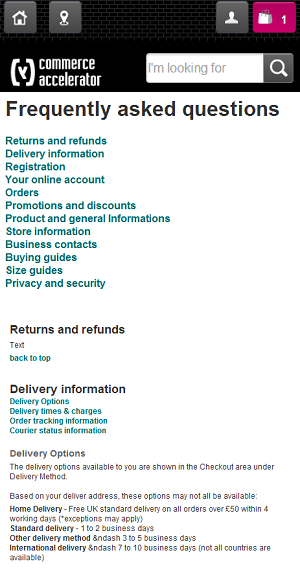 1
commerce
accelerator
I'm looking for
Frequently asked questions
Returns and refunds
Delivery information
Registration
Your online account
Orders
Promotions and discounts
Product and general Informations
Store information
Business contacts
Buying guides
Size guides
Privacy and security
Returns and refunds
Text
back to top
Delivery information
Delivery Options
Delivery times & charges
Order tracking information
Courier status information
Delivery Options
The delivery options available to you are shown in the Checkout area under
Delivery Method.
Based on your deliver address, these options may not all be available:
Home Delivery - Free UK standard delivery on all orders over £50 within 4
working days (*exceptions may apply)
Standard delivery - 1 to 2 business days
Other delivery method &ndash 3 to 5 business days
International delivery &ndash 7 to 10 business days (not all countries are
available)